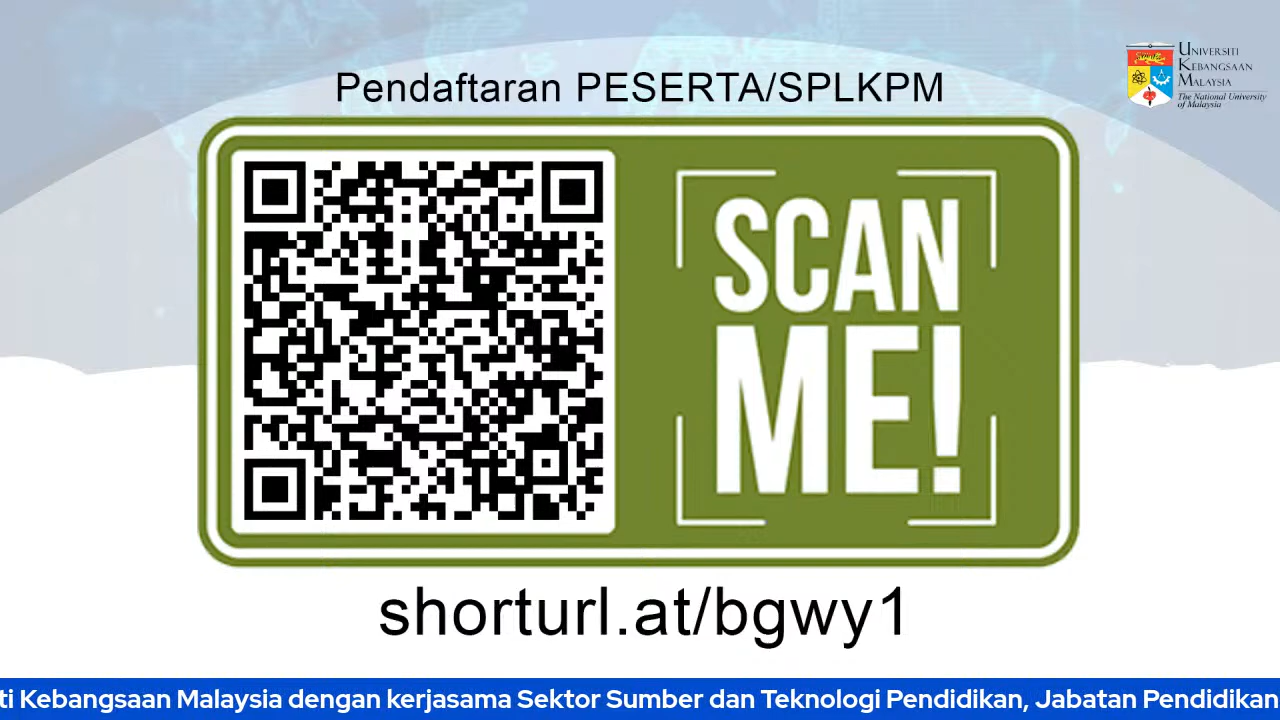 Pendaftaran PESERTA/SPLKPM
UNIVERSITI
KEBANGSAAN
MALAYSIA
The National University
of Malaysia
SCAN
ME!
shorturl.at/bgwy1
ti Kebangsaan Malaysia dengan kerjasama Sektor Sumber dan Teknologi Pendidikan, Jabatan Pendidikan